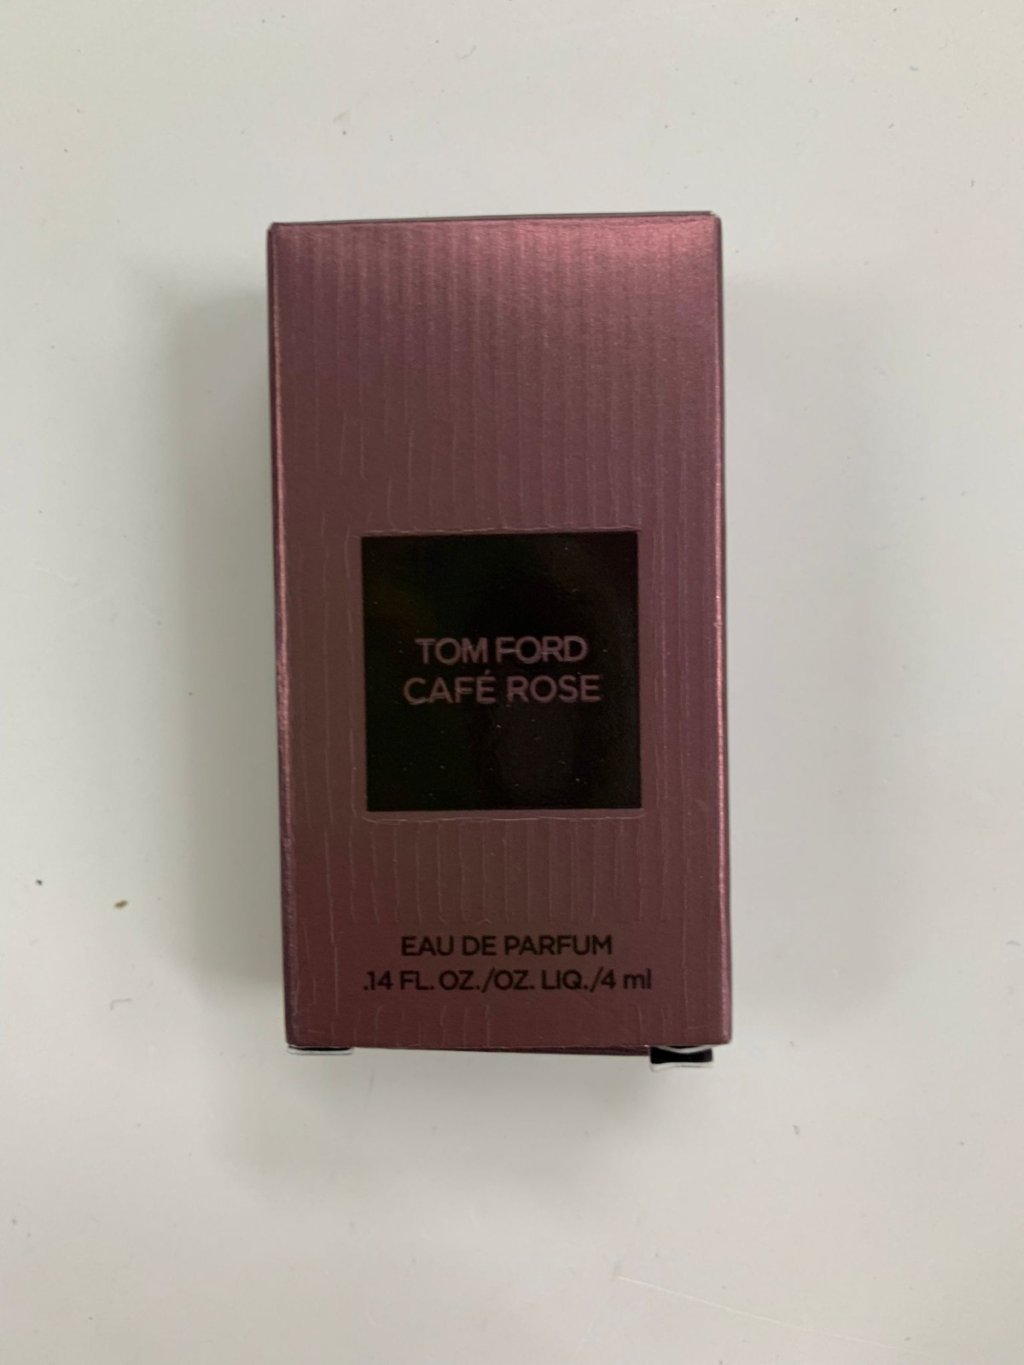 TOM FORD
CAFÉ ROSE
EAU DE PARFUM
.14 FL. OZ./OZ. LIQ./4 ml